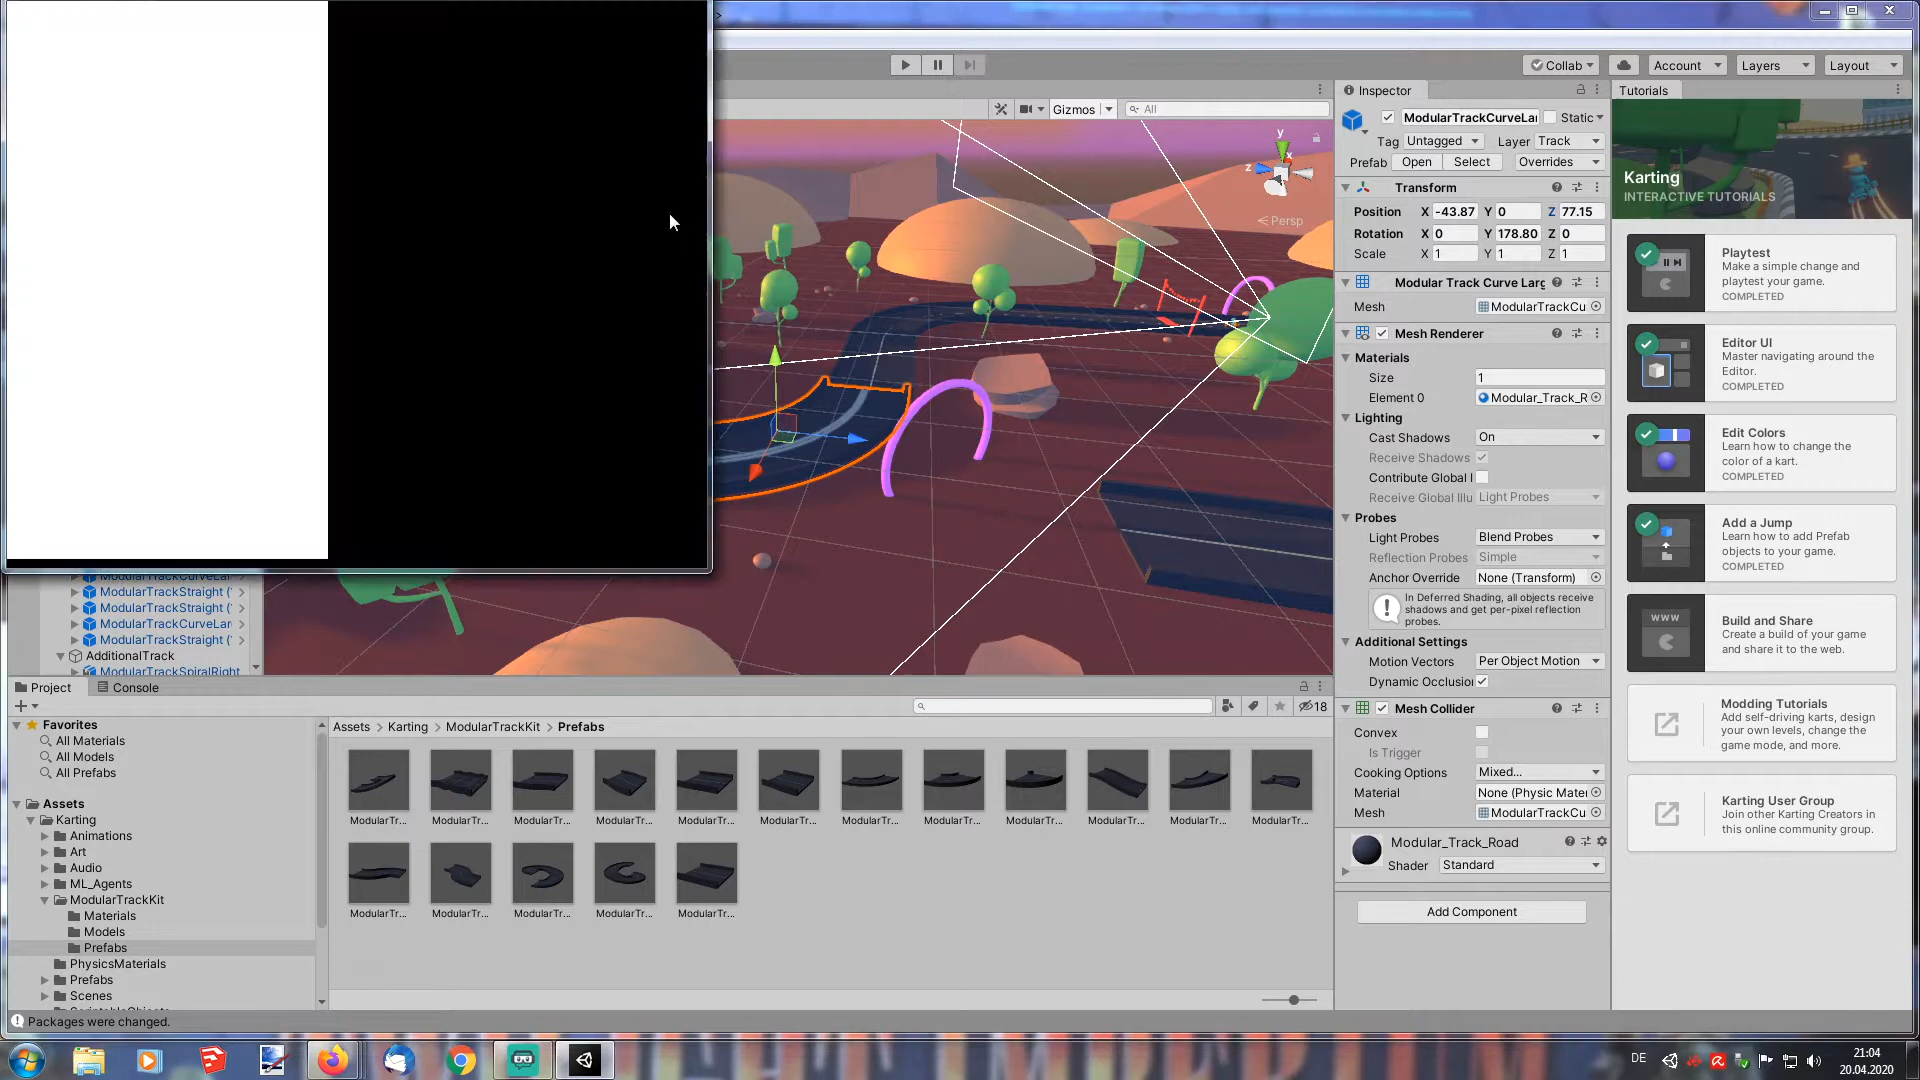 >
Collab
Account
Layers
Layout
Gizmos
All
y
x
z
Persp
Inspector
ModularTrackCurveLar
Static
Tag Untagged Layer Track
Prefab Open Select Overrides
Transform
Position X -43.87 Y 0 Z 77.15
Rotation X 0 Y 178.80 Z 0
Scale X 1 Y 1 Z 1
Modular Track Curve Larg
Mesh ModularTrackCu
Mesh Renderer
Materials
Size 1
Element 0 Modular_Track_R
Lighting
Cast Shadows On
Receive Shadows
Contribute Global I
Receive Global Illu Light Probes
Probes
Light Probes Blend Probes
Reflection Probes Simple
Anchor Override None (Transform)
In Deferred Shading, all objects receive
shadows and get per-pixel reflection
probes.
Additional Settings
Motion Vectors Per Object Motion
Dynamic Occlusion
Mesh Collider
Convex
Is Trigger
Cooking Options Mixed...
Material None (Physic Mater
Mesh ModularTrackCu
Modular_Track_Road
Shader Standard
Add Component
Tutorials
Karting
INTERACTIVE TUTORIALS
Playtest
Make a simple change and
playtest your game.
COMPLETED
Editor UI
Master navigating around the
Editor.
COMPLETED
Edit Colors
Learn how to change the
color of a kart.
COMPLETED
Add a Jump
Learn how to add Prefab
objects to your game.
COMPLETED
WWW
Build and Share
Create a build of your game
and share it to the web.
Modding Tutorials
Add self-driving karts, design
your own levels, change the
game mode, and more.
Karting User Group
Join other Karting Creators in
this online community group.
ModularTrackCurveLar
ModularTrackStraight (
ModularTrackStraight (
ModularTrackCurveLar
ModularTrackStraight (
AdditionalTrack
ModularTrackSpiralRight
Project
Console
18
Favorites
All Materials
All Models
All Prefabs
Assets
Karting
Animations
Art
Audio
ML_Agents
ModularTrackKit
Materials
Models
Prefabs
PhysicsMaterials
Prefabs
Scenes
ScriptableObjects
Assets > Karting > ModularTrackKit > Prefabs
ModularTr... ModularTr... ModularTr... ModularTr... ModularTr... ModularTr... ModularTr... ModularTr... ModularTr... ModularTr... ModularTr... ModularTr...
ModularTr... ModularTr... ModularTr... ModularTr... ModularTr...
Packages were changed.
DE
21:04
20.04.2020